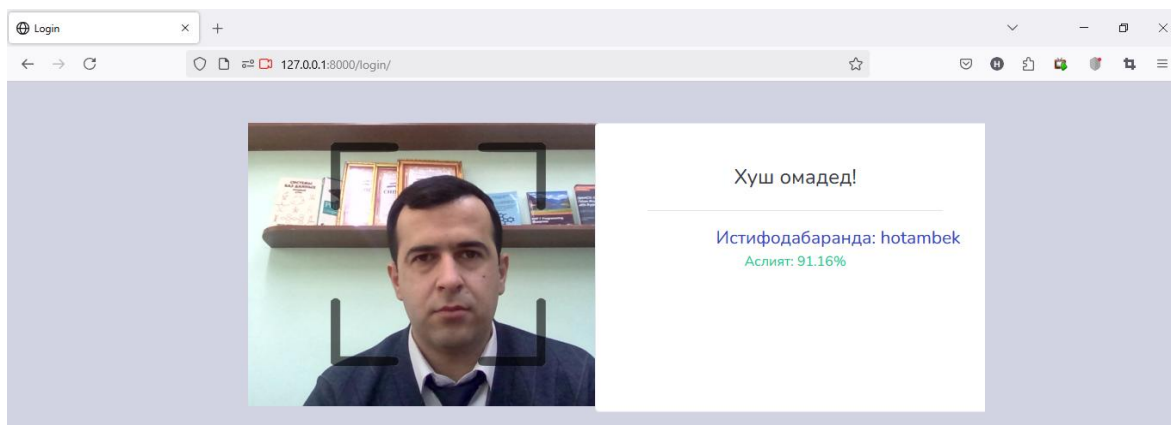 Login
127.0.0.1:8000/login/
Хуш омадед!
Истифодабаранда: hotambek
Аслият: 91.16%